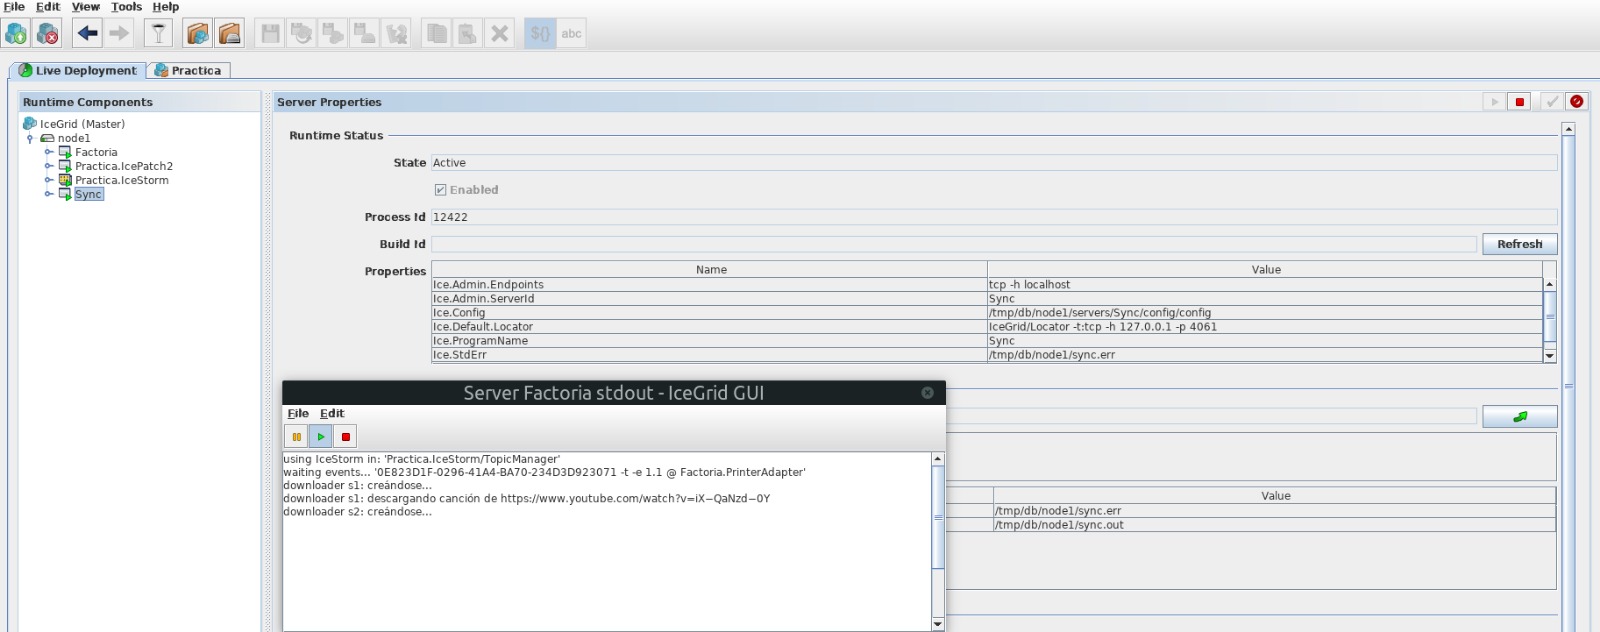 File Edit View Tools Help
${} abc
Live Deployment Practica
Runtime Components
IceGrid (Master)
node1
Factoria
Practica.IcePatch2
Practica.IceStorm
Sync
Server Properties
Runtime Status
State Active
Enabled
Process Id 12422
Build Id Refresh
Properties Name Value
Ice.Admin.Endpoints tcp -h localhost
Ice.Admin.ServerId Sync
Ice.Config /tmp/db/node1/servers/Sync/config/config
Ice.Default.Locator IceGrid/Locator -t:tcp -h 127.0.0.1 -p 4061
Ice.ProgramName Sync
Ice.StdErr /tmp/db/node1/sync.err
Value
/tmp/db/node1/sync.err
/tmp/db/node1/sync.out
Server Factoria stdout - IceGrid GUI
File Edit
using IceStorm in: 'Practica.IceStorm/TopicManager'
waiting events... '0E823D1F-0296-41A4-BA70-234D3D923071 -t -e 1.1 @ Factoria.PrinterAdapter'
downloader s1: creándose...
downloader s1: descargando canción de https://www.youtube.com/watch?v=iX−QaNzd−0Y
downloader s2: creándose...